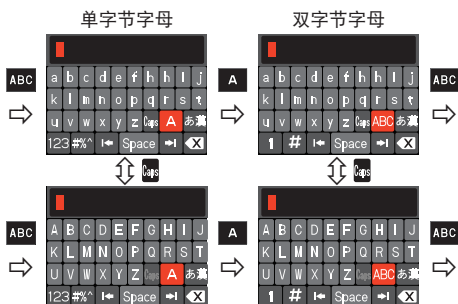 单字节字母 双字节字母
a b c d e f h h I j a b c d e f h h I j
ABC A ABC
k l m n o p q r s t k l m n o p q r s t
u v w x y z Caps A あ漢 u v w x y z Caps ABC あ漢
123 #%^ Space X 1 # Space X
Caps Caps
A B C D E F G H I J A B C D E F G H I J
ABC A ABC
K L M N O P Q R S T K L M N O P Q R S T
U V W X Y Z Caps A あ漢 U V W X Y Z Caps ABC あ漢
123 #%^ Space X 1 # Space X